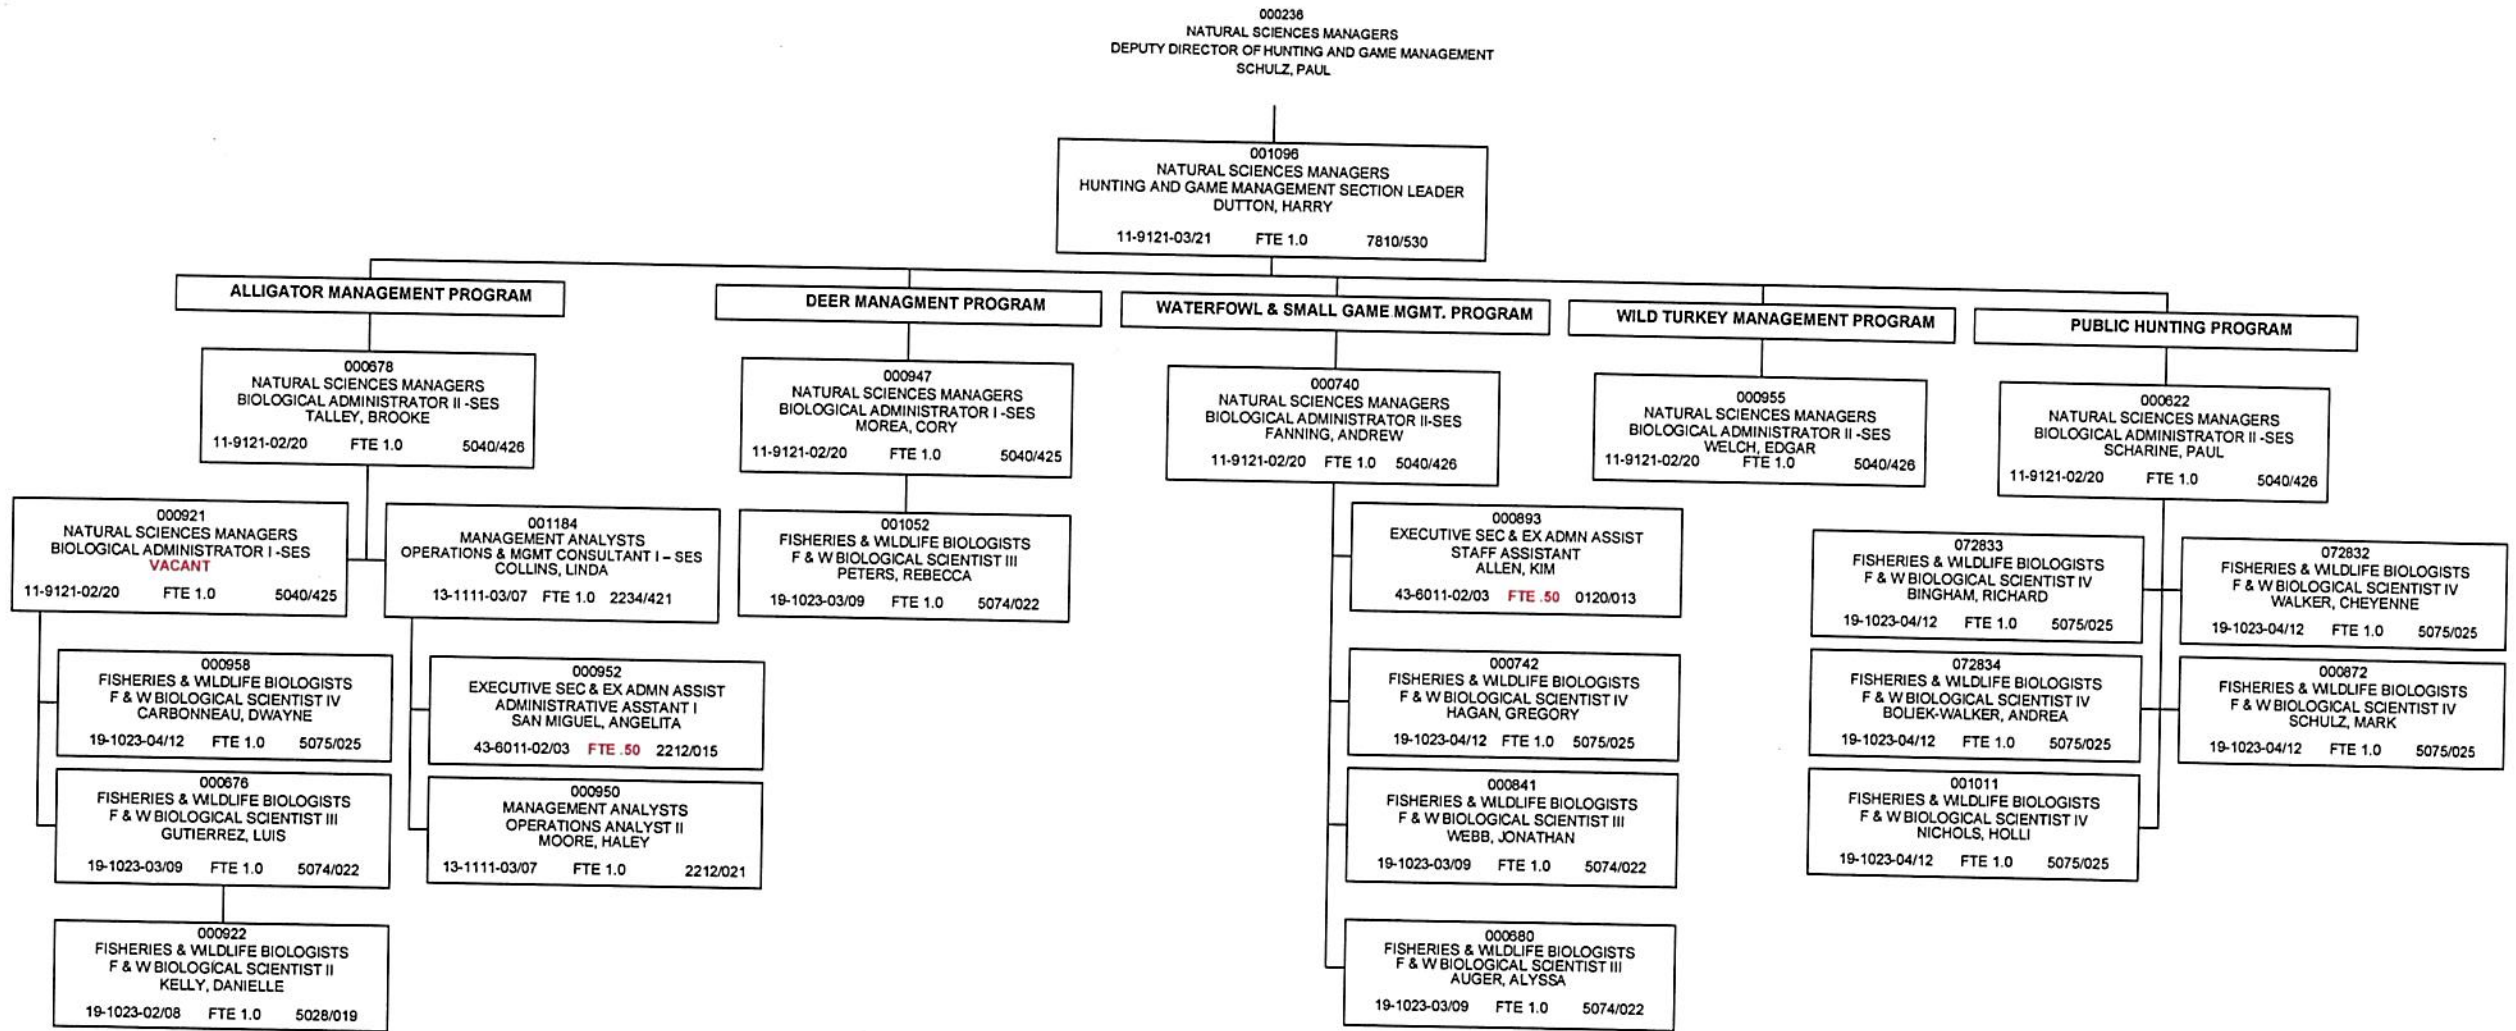 000236
NATURAL SCIENCES MANAGERS
DEPUTY DIRECTOR OF HUNTING AND GAME MANAGEMENT
SCHULZ, PAUL
001096
NATURAL SCIENCES MANAGERS
HUNTING AND GAME MANAGEMENT SECTION LEADER
DUTTON, HARRY
11-9121-03/21 FTE 1.0 7810/530
ALLIGATOR MANAGEMENT PROGRAM
DEER MANAGMENT PROGRAM
WATERFOWL & SMALL GAME MGMT. PROGRAM
WILD TURKEY MANAGEMENT PROGRAM
PUBLIC HUNTING PROGRAM
000678
NATURAL SCIENCES MANAGERS
BIOLOGICAL ADMINISTRATOR II -SES
TALLEY, BROOKE
11-9121-02/20 FTE 1.0 5040/426
000947
NATURAL SCIENCES MANAGERS
BIOLOGICAL ADMINISTRATOR I -SES
MOREA, CORY
11-9121-02/20 FTE 1.0 5040/425
000740
NATURAL SCIENCES MANAGERS
BIOLOGICAL ADMINISTRATOR II-SES
FANNING, ANDREW
11-9121-02/20 FTE 1.0 5040/426
000955
NATURAL SCIENCES MANAGERS
BIOLOGICAL ADMINISTRATOR II -SES
WELCH, EDGAR
11-9121-02/20 FTE 1.0 5040/426
000622
NATURAL SCIENCES MANAGERS
BIOLOGICAL ADMINISTRATOR II -SES
SCHARINE, PAUL
11-9121-02/20 FTE 1.0 5040/426
000921
NATURAL SCIENCES MANAGERS
BIOLOGICAL ADMINISTRATOR I -SES
VACANT
11-9121-02/20 FTE 1.0 5040/425
001184
MANAGEMENT ANALYSTS
OPERATIONS & MGMT CONSULTANT I – SES
COLLINS, LINDA
13-1111-03/07 FTE 1.0 2234/421
001052
FISHERIES & WILDLIFE BIOLOGISTS
F & W BIOLOGICAL SCIENTIST III
PETERS, REBECCA
19-1023-03/09 FTE 1.0 5074/022
000893
EXECUTIVE SEC & EX ADMN ASSIST
STAFF ASSISTANT
ALLEN, KIM
43-6011-02/03 FTE .50 0120/013
072833
FISHERIES & WILDLIFE BIOLOGISTS
F & W BIOLOGICAL SCIENTIST IV
BINGHAM, RICHARD
19-1023-04/12 FTE 1.0 5075/025
072832
FISHERIES & WILDLIFE BIOLOGISTS
F & W BIOLOGICAL SCIENTIST IV
WALKER, CHEYENNE
19-1023-04/12 FTE 1.0 5075/025
000958
FISHERIES & WILDLIFE BIOLOGISTS
F & W BIOLOGICAL SCIENTIST IV
CARBONNEAU, DWAYNE
19-1023-04/12 FTE 1.0 5075/025
000952
EXECUTIVE SEC & EX ADMN ASSIST
ADMINISTRATIVE ASSTANT I
SAN MIGUEL, ANGELITA
43-6011-02/03 FTE .50 2212/015
000742
FISHERIES & WILDLIFE BIOLOGISTS
F & W BIOLOGICAL SCIENTIST IV
HAGAN, GREGORY
19-1023-04/12 FTE 1.0 5075/025
072834
FISHERIES & WILDLIFE BIOLOGISTS
F & W BIOLOGICAL SCIENTIST IV
BOLIEK-WALKER, ANDREA
19-1023-04/12 FTE 1.0 5075/025
000872
FISHERIES & WILDLIFE BIOLOGISTS
F & W BIOLOGICAL SCIENTIST IV
SCHULZ, MARK
19-1023-04/12 FTE 1.0 5075/025
000676
FISHERIES & WILDLIFE BIOLOGISTS
F & W BIOLOGICAL SCIENTIST III
GUTIERREZ, LUIS
19-1023-03/09 FTE 1.0 5074/022
000950
MANAGEMENT ANALYSTS
OPERATIONS ANALYST II
MOORE, HALEY
13-1111-03/07 FTE 1.0 2212/021
000841
FISHERIES & WILDLIFE BIOLOGISTS
F & W BIOLOGICAL SCIENTIST III
WEBB, JONATHAN
19-1023-03/09 FTE 1.0 5074/022
001011
FISHERIES & WILDLIFE BIOLOGISTS
F & W BIOLOGICAL SCIENTIST IV
NICHOLS, HOLLI
19-1023-04/12 FTE 1.0 5075/025
000922
FISHERIES & WILDLIFE BIOLOGISTS
F & W BIOLOGICAL SCIENTIST II
KELLY, DANIELLE
19-1023-02/08 FTE 1.0 5028/019
000680
FISHERIES & WILDLIFE BIOLOGISTS
F & W BIOLOGICAL SCIENTIST III
AUGER, ALYSSA
19-1023-03/09 FTE 1.0 5074/022